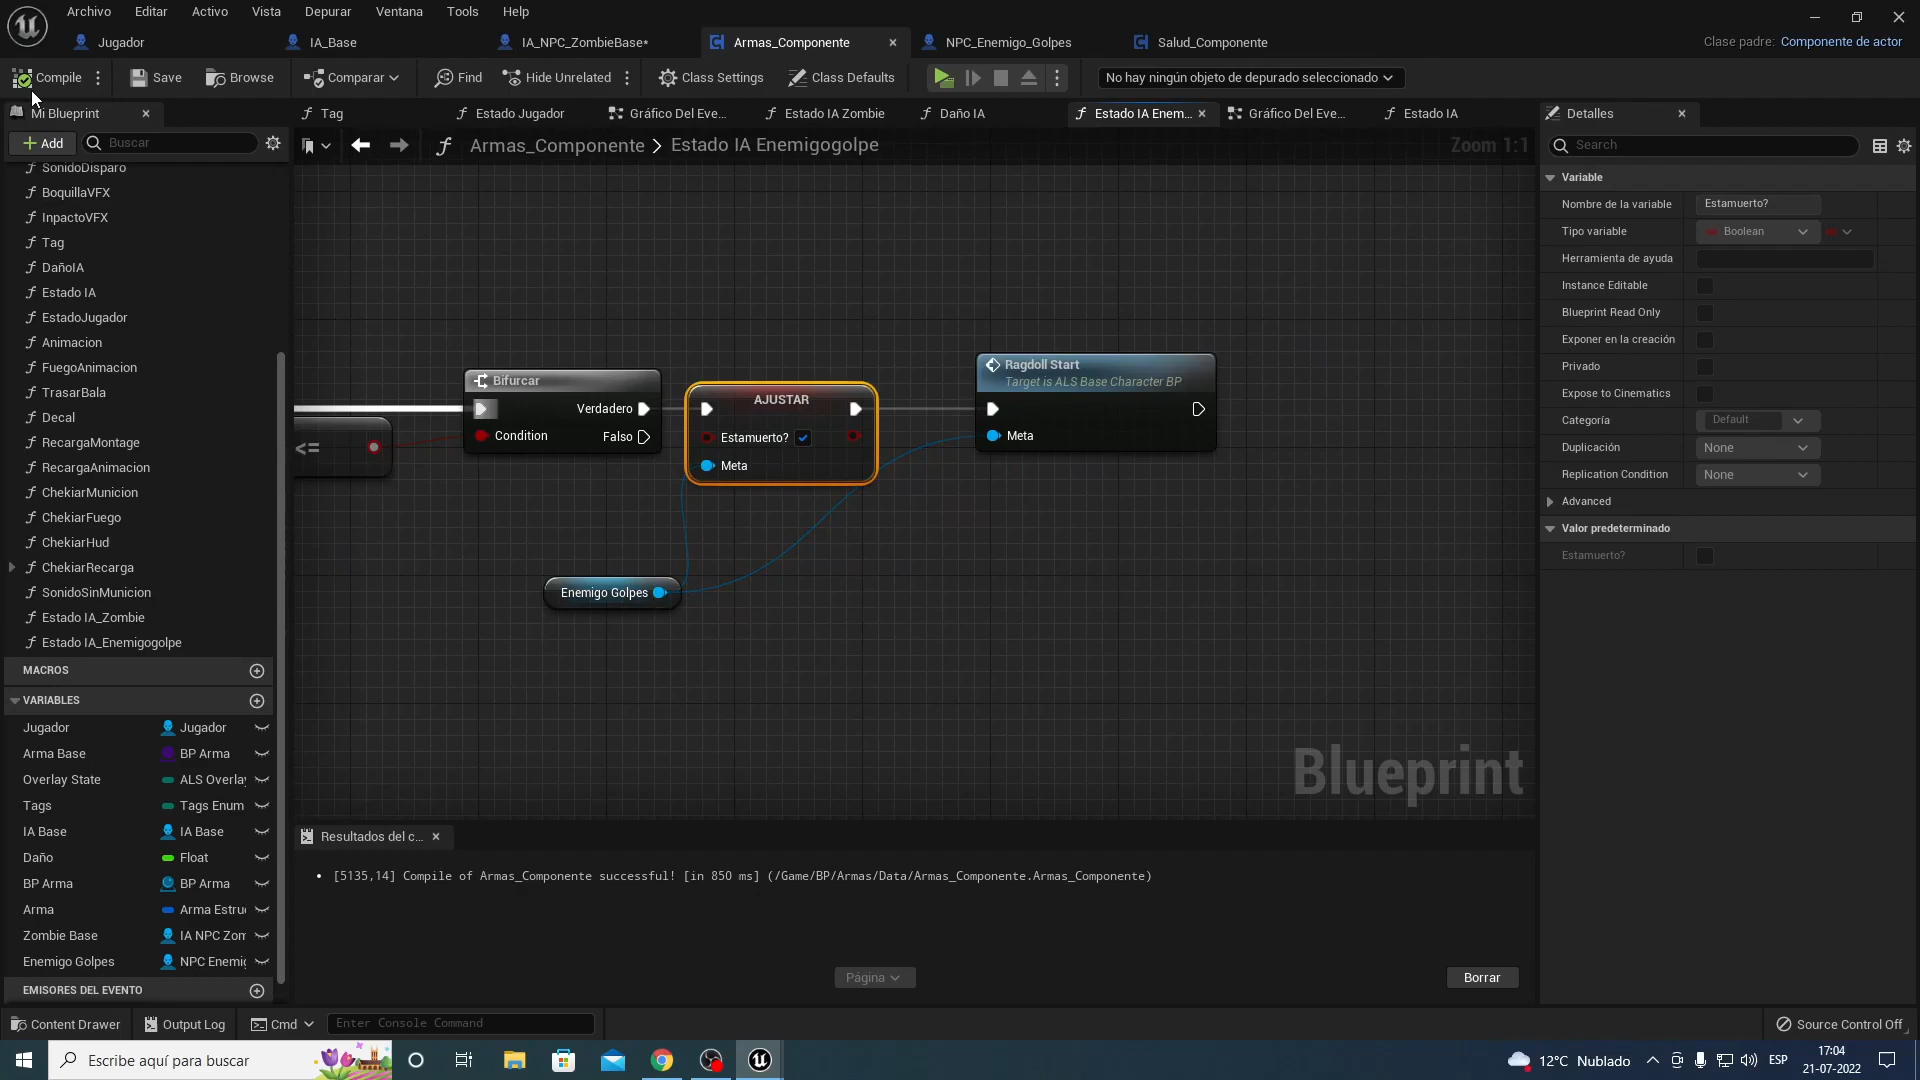 Archivo Editar Activo Vista Depurar Ventana Tools Help
Jugador IA_Base IA_NPC_ZombieBase* Armas_Componente NPC_Enemigo_Golpes Salud_Componente
Clase padre: Componente de actor
Compile Save Browse Comparar Find Hide Unrelated Class Settings Class Defaults No hay ningún objeto de depurado seleccionado
Mi Blueprint Tag Estado Jugador Gráfico Del Eve... Estado IA Zombie Daño IA Estado IA Enem... Gráfico Del Eve... Estado IA Detalles
Add Buscar Armas_Componente > Estado IA Enemigogolpe Zoom 1:1 Search
SonidoDisparo
BoquillaVFX
InpactoVFX
Tag
DañoIA
Estado IA
EstadoJugador
Animacion
FuegoAnimacion
TrasarBala
Decal
RecargaMontage
RecargaAnimacion
ChekiarMunicion
ChekiarFuego
ChekiarHud
ChekiarRecarga
SonidoSinMunicion
Estado IA_Zombie
Estado IA_Enemigogolpe
MACROS
VARIABLES
Jugador Jugador
Arma Base BP Arma
Overlay State ALS Overlay
Tags Tags Enum
IA Base IA Base
Daño Float
BP Arma BP Arma
Arma Arma Estru
Zombie Base IA NPC Zom
Enemigo Golpes NPC Enemig
EMISORES DEL EVENTO
<=
Bifurcar
Verdadero
Condition Falso
AJUSTAR
Estamuerto?
Meta
Ragdoll Start
Target is ALS Base Character BP
Meta
Enemigo Golpes
Blueprint
Variable
Nombre de la variable Estamuerto?
Tipo variable Boolean
Herramienta de ayuda
Instance Editable
Blueprint Read Only
Exponer en la creación
Privado
Expose to Cinematics
Categoría Default
Duplicación None
Replication Condition None
Advanced
Valor predeterminado
Estamuerto?
Resultados del c...
• [5135,14] Compile of Armas_Componente successful! [in 850 ms] (/Game/BP/Armas/Data/Armas_Componente.Armas_Componente)
Página Borrar
Content Drawer Output Log Cmd Enter Console Command Source Control Off
Escribe aquí para buscar 12°C Nublado ESP
17:04
21-07-2022